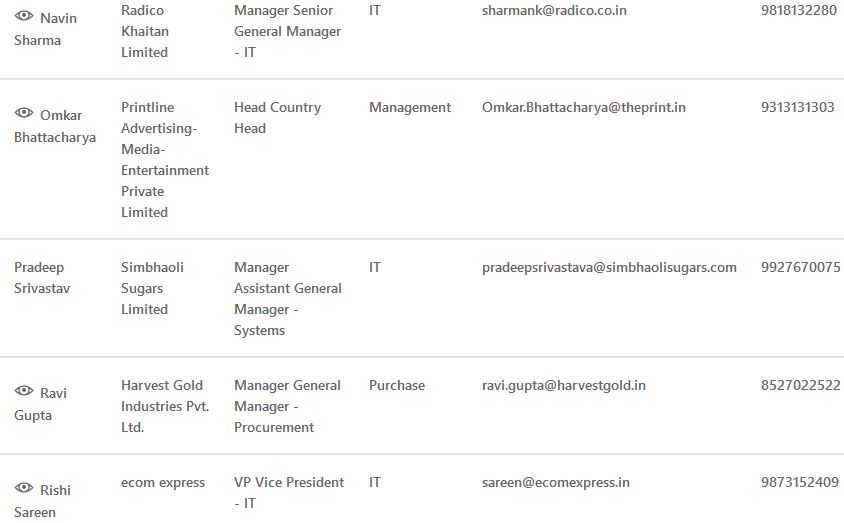 Navin Sharma
Radico Khaitan Limited
Manager Senior General Manager - IT
IT
sharmank@radico.co.in
9818132280
Omkar Bhattacharya
Printline Advertising-Media-Entertainment Private Limited
Head Country Head
Management
Omkar.Bhattacharya@theprint.in
9313131303
Pradeep Srivastav
Simbhaoli Sugars Limited
Manager Assistant General Manager - Systems
IT
pradeepsrivastava@simbhaolisugars.com
9927670075
Ravi Gupta
Harvest Gold Industries Pvt. Ltd.
Manager General Manager - Procurement
Purchase
ravi.gupta@harvestgold.in
8527022522
Rishi Sareen
ecom express
VP Vice President - IT
IT
sareen@ecomexpress.in
9873152409